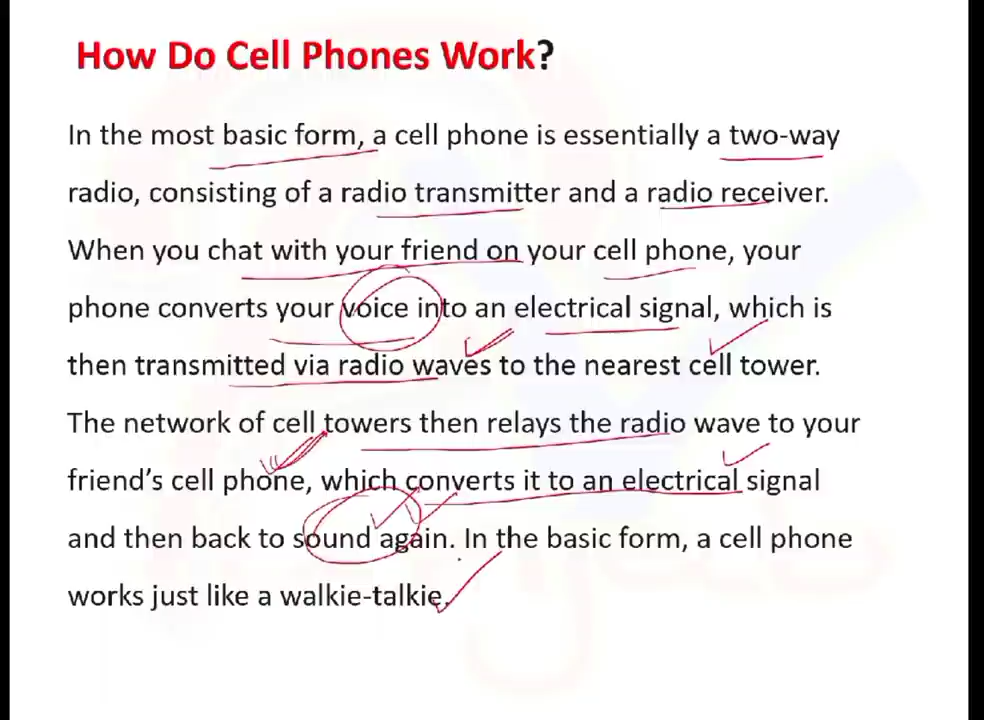 How Do Cell Phones Work?
In the most basic form, a cell phone is essentially a two-way
radio, consisting of a radio transmitter and a radio receiver.
When you chat with your friend on your cell phone, your
phone converts your voice into an electrical signal, which is
then transmitted via radio waves to the nearest cell tower.
The network of cell towers then relays the radio wave to your
friend's cell phone, which converts it to an electrical signal
and then back to sound again. In the basic form, a cell phone
works just like a walkie-talkie.